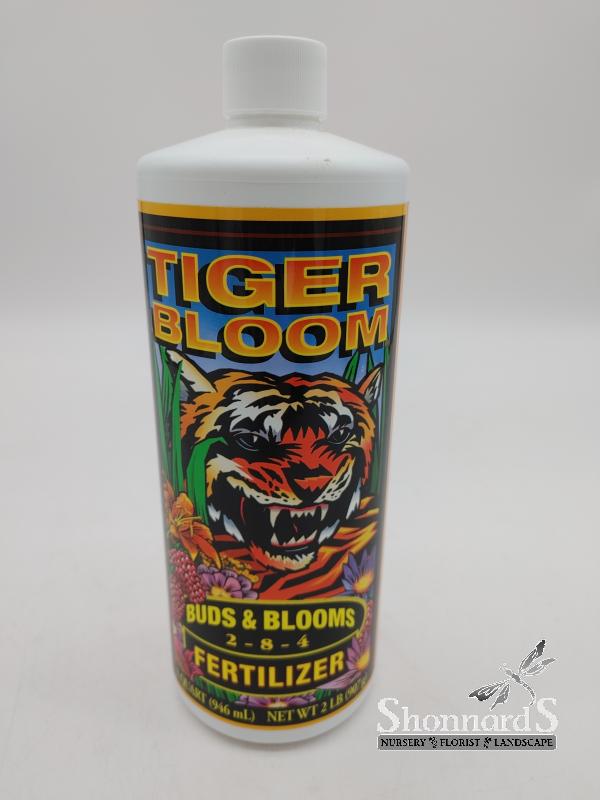 TIGER
BLOOM
BUDS & BLOOMS
2-8-4
FERTILIZER
QUART (946 mL) NET WT 2 LB
ShonnardS
NURSERY FLORIST LANDSCAPE